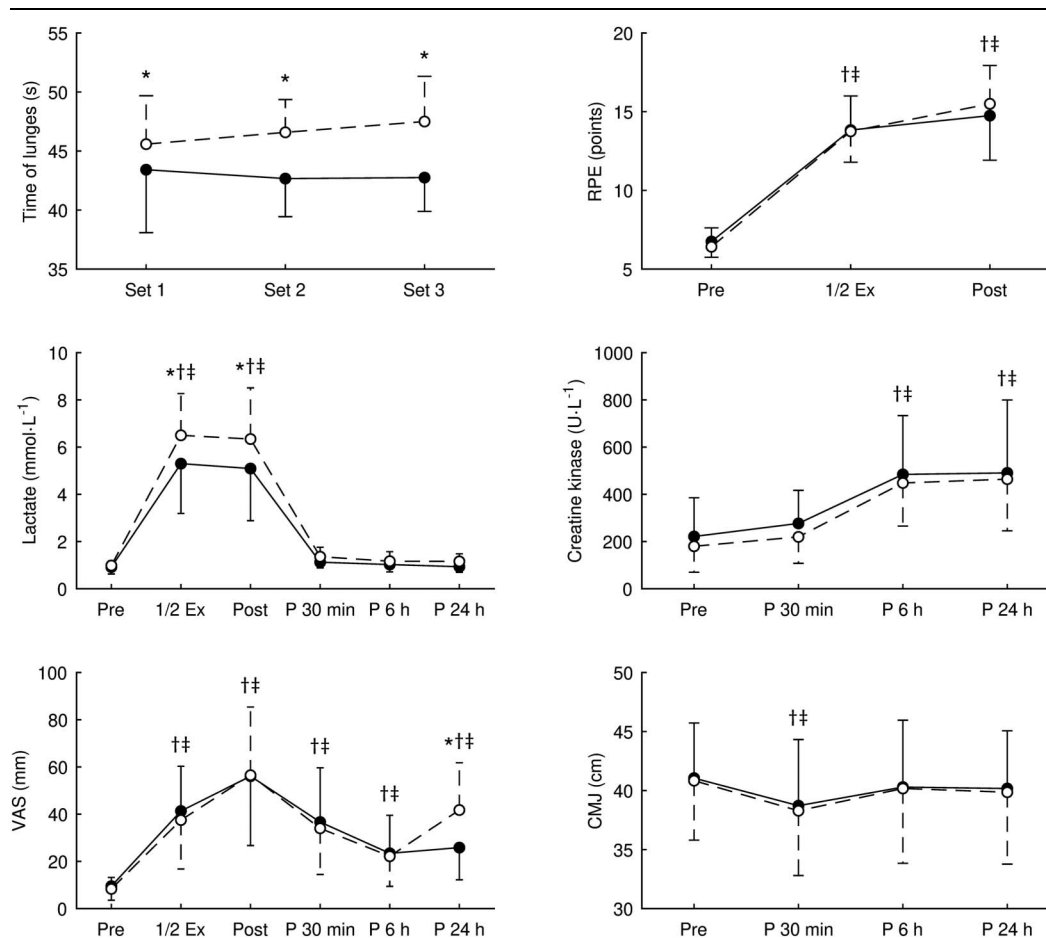 Time of lunges (s)
55
50
45
40
35
* * *
Set 1 Set 2 Set 3
RPE (points)
20
15
10
5
†‡ †‡
Pre 1/2 Ex Post
Lactate (mmol·L⁻¹)
10
8
6
4
2
0
*†‡ *†‡
Pre 1/2 Ex Post P 30 min P 6 h P 24 h
Creatine kinase (U·L⁻¹)
1000
800
600
400
200
0
†‡ †‡
Pre P 30 min P 6 h P 24 h
VAS (mm)
100
80
60
40
20
0
†‡ †‡ †‡ †‡ *†‡
Pre 1/2 Ex Post P 30 min P 6 h P 24 h
CMJ (cm)
50
45
40
35
30
†‡
Pre P 30 min P 6 h P 24 h